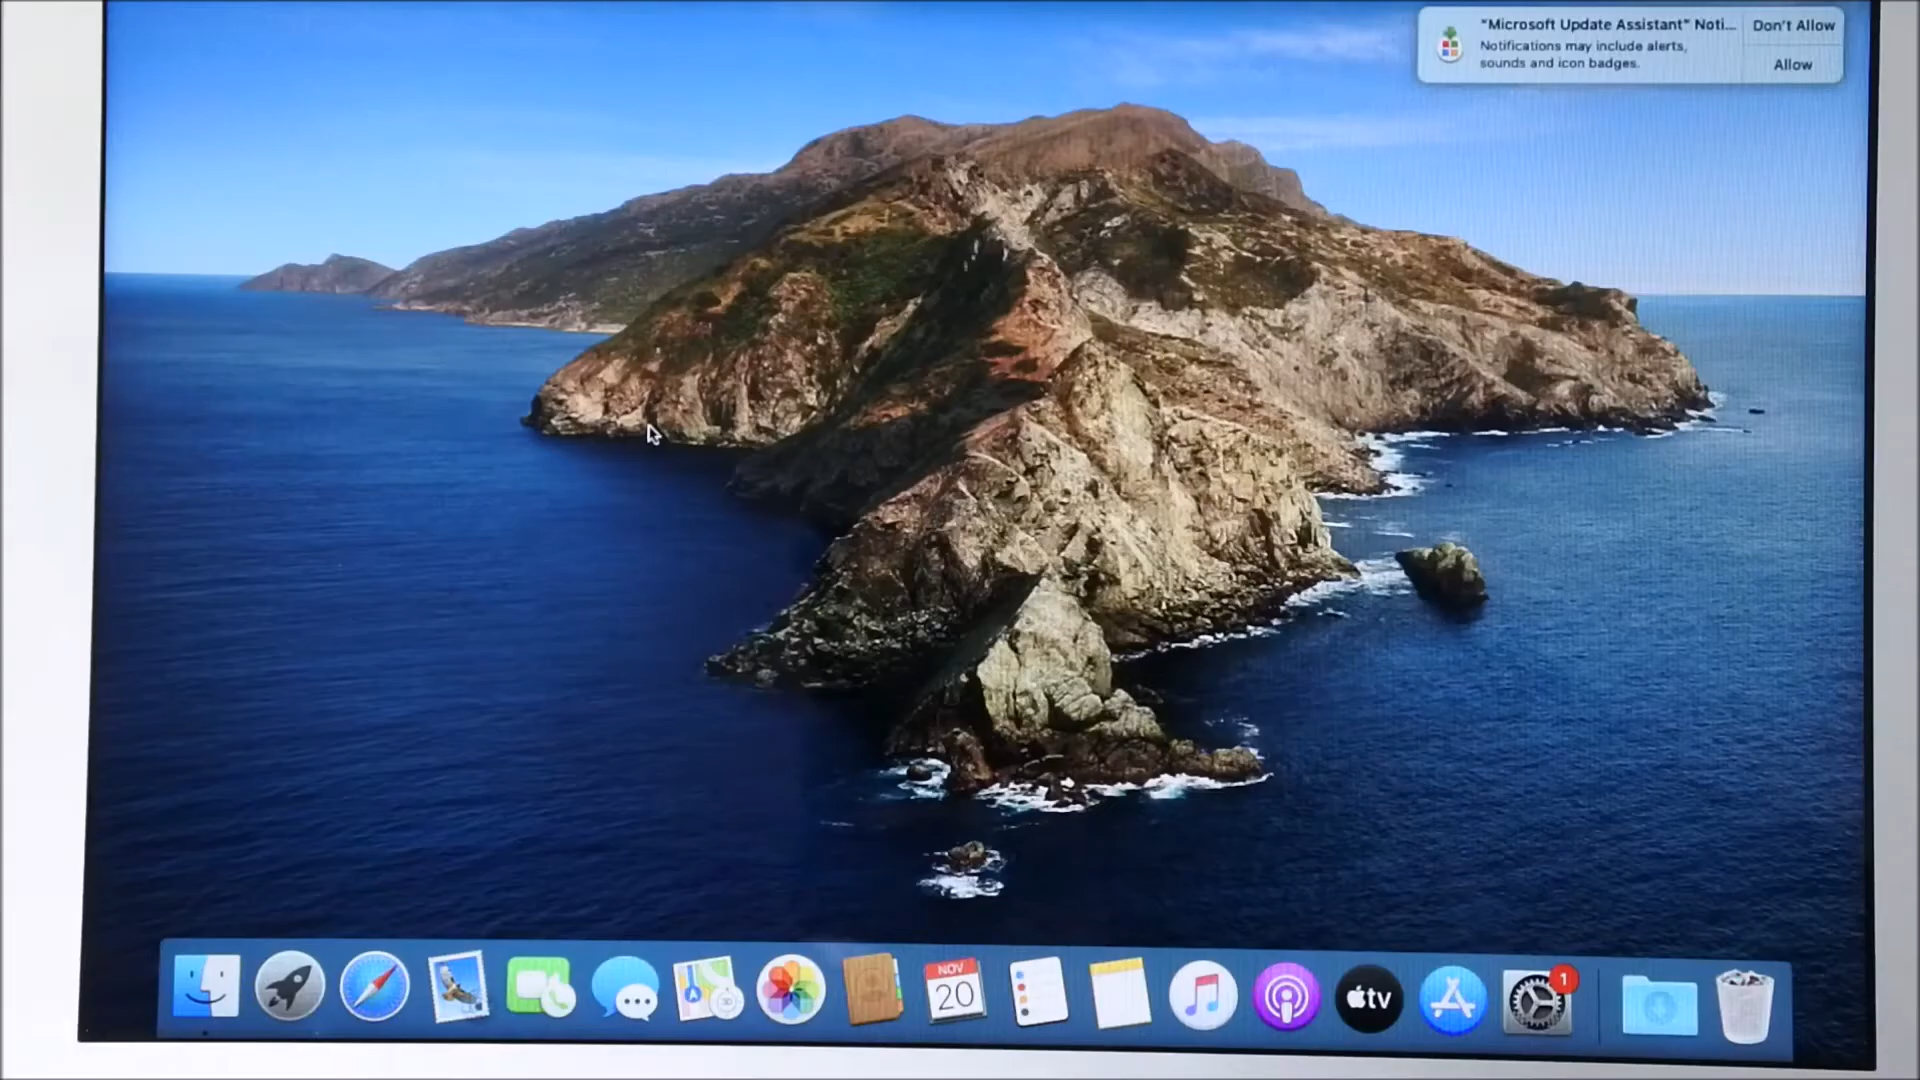 "Microsoft Update Assistant" Noti...
Don't Allow
Notifications may include alerts,
sounds and icon badges.
Allow
NOV
20
3D
tv
1